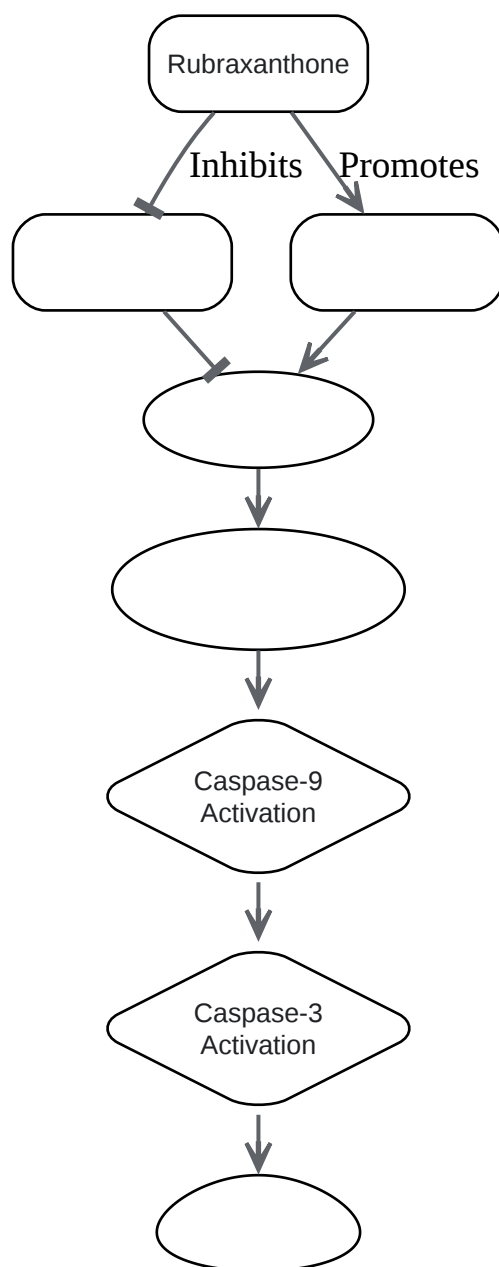 Rubraxanthone
Inhibits
Promotes
Caspase-9
Activation
Caspase-3
Activation